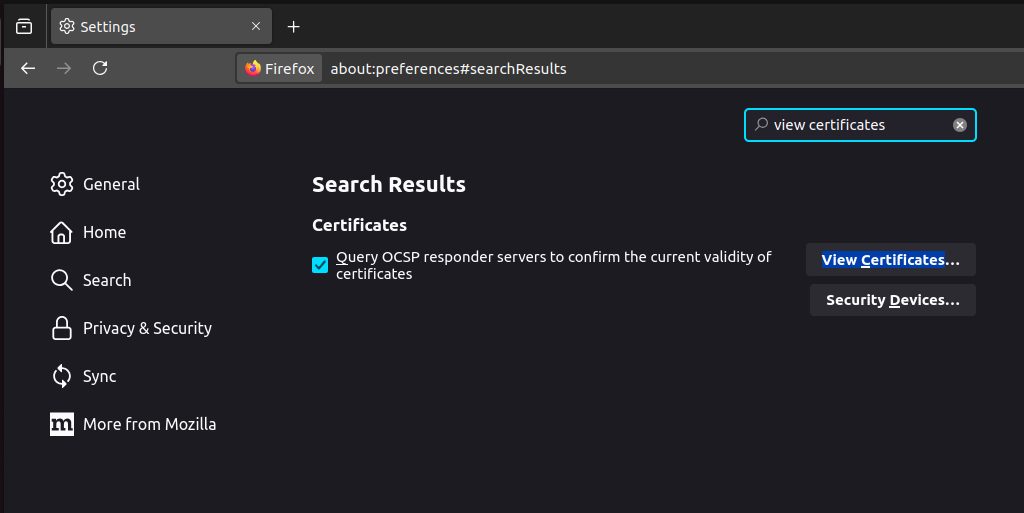 Settings
Firefox about:preferences#searchResults
view certificates
General
Home
Search
Privacy & Security
Sync
m More from Mozilla
Search Results
Certificates
Query OCSP responder servers to confirm the current validity of
certificates
View Certificates...
Security Devices...